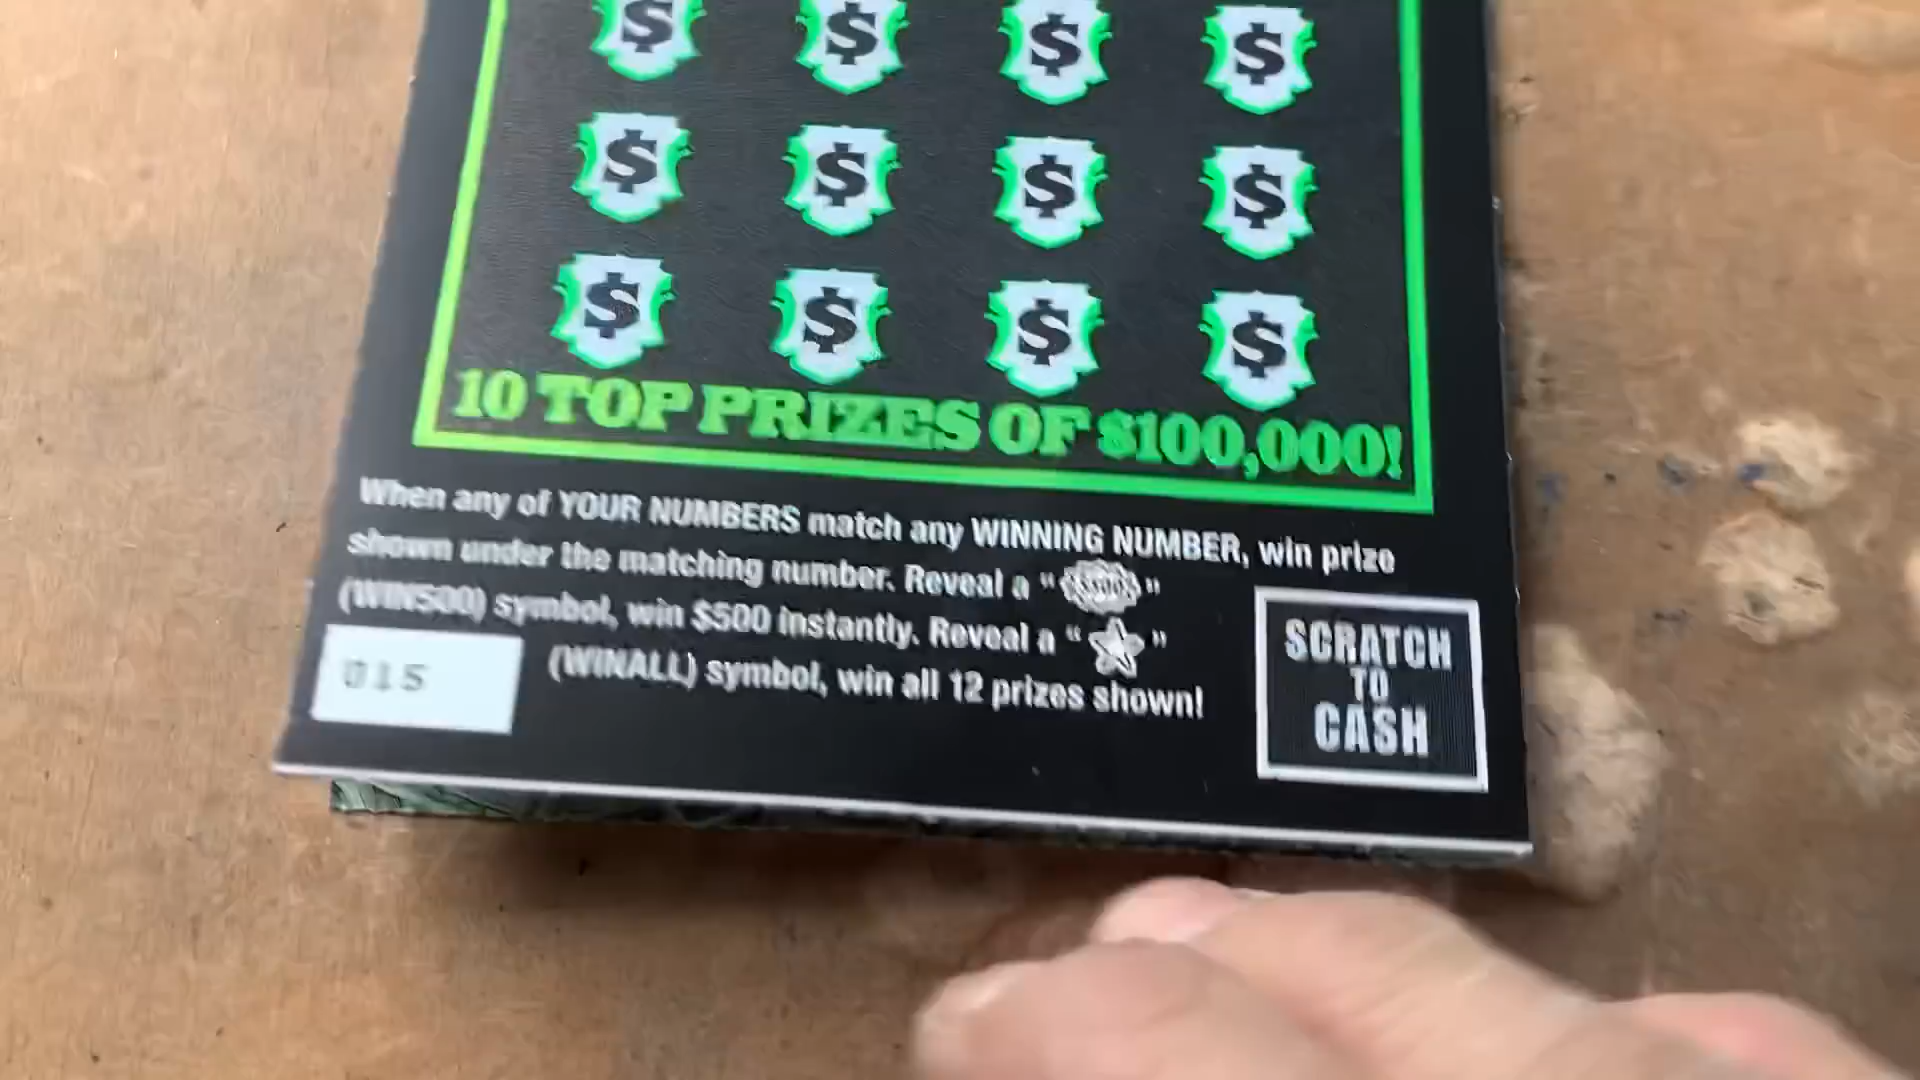 $ $ $ $
$ $ $ $
$ $ $ $
10 TOP PRIZES OF $100,000!
When any of YOUR NUMBERS match any WINNING NUMBER, win prize
shown under the matching number. Reveal a " "
(WIN500) symbol, win $500 instantly. Reveal a " "
(WINALL) symbol, win all 12 prizes shown!
015
SCRATCH
TO
CASH